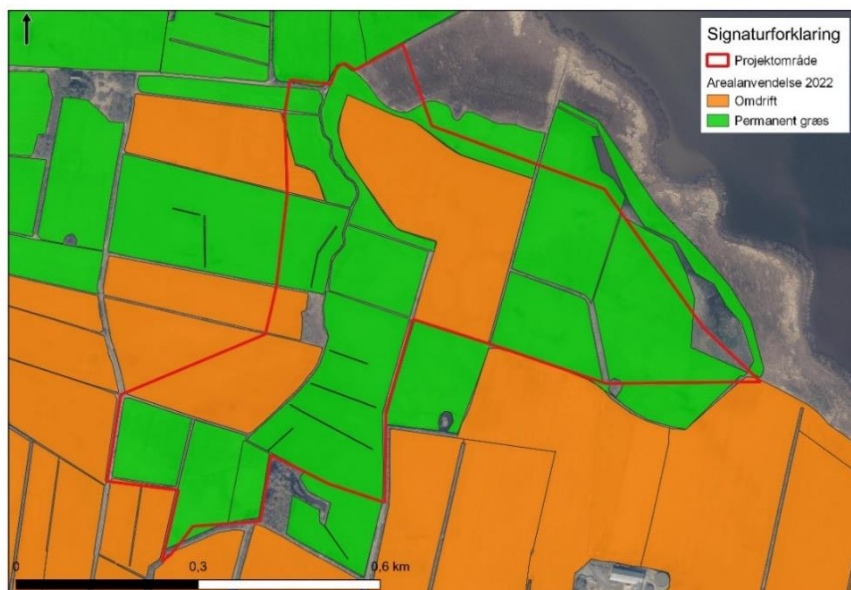 Signaturforklaring
Projektområde
Arealanvendelse 2022
Omdrift
Permanent græs
0
0,3
0,6 km